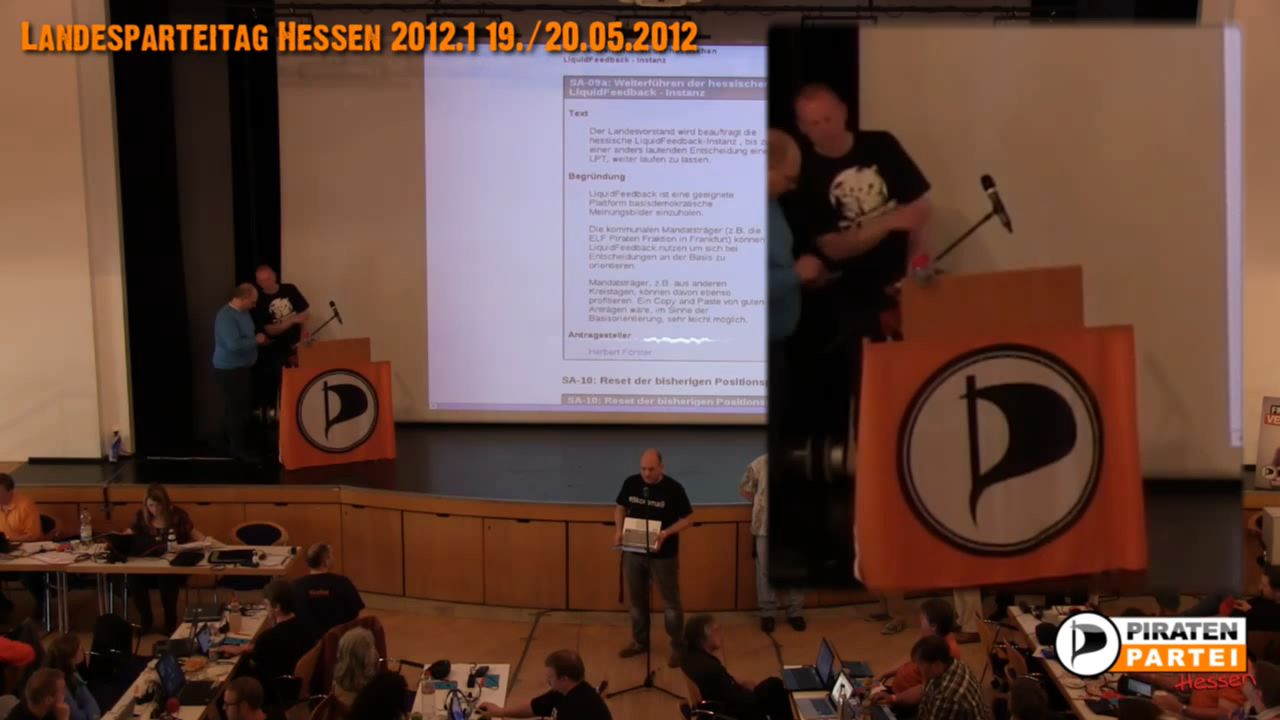 LANDESPARTEITAG HESSEN 2012.1 19./20.05.2012
LiquidFeedback - Instanz
SA-09a: Weiterführen der hessischen
LiquidFeedback - Instanz
Text
Der Landesvorstand wird beauftragt die
hessische LiquidFeedback-Instanz , bis zu
einer anders lautenden Entscheidung eines
LPT, weiter laufen zu lassen.
Begründung
LiquidFeedback ist eine geeignete
Plattform basisdemokratische
Meinungsbilder einzuholen.
Die kommunalen Mandatsträger (z.B. die
ELF Piraten Fraktion in Frankfurt) können
LiquidFeedback nutzen um sich bei
Entscheidungen an der Basis zu
orientieren.
Mandatsträger, z.B. aus anderen
Kreistagen, können davon ebenso
profitieren. Ein Copy and Paste von guten
Anträgen wäre, im Sinne der
Basisorientierung, sehr leicht möglich.
Antragssteller
Herbert Förster
SA-10: Reset der bisherigen Positions
SA-10: Reset der bisherigen Positions
PIRATEN
PARTEI
Hessen